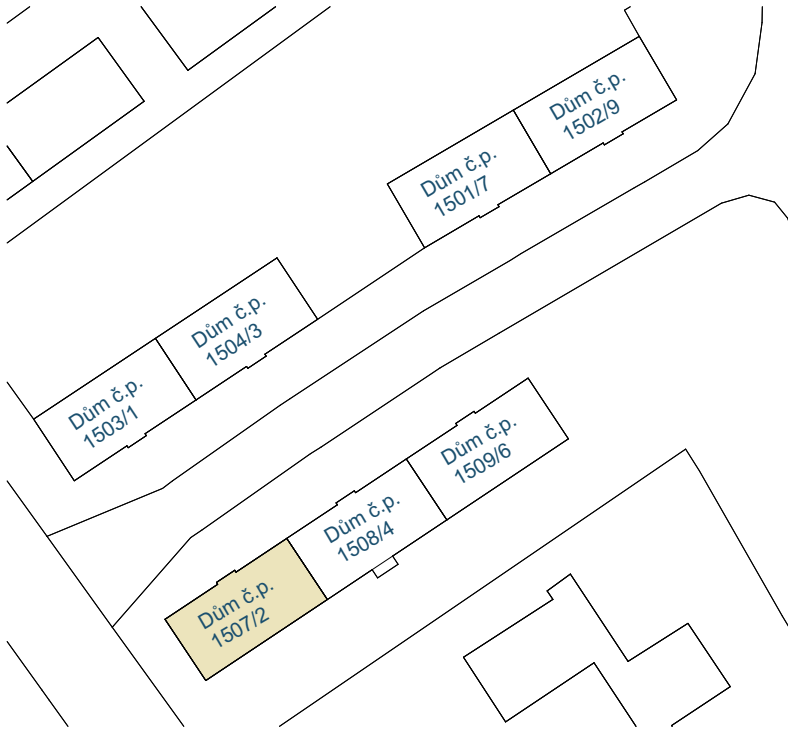 Dům č.p.
1502/9
Dům č.p.
1501/7
Dům č.p.
1504/3
Dům č.p.
1503/1
Dům č.p.
1509/6
Dům č.p.
1508/4
Dům č.p.
1507/2